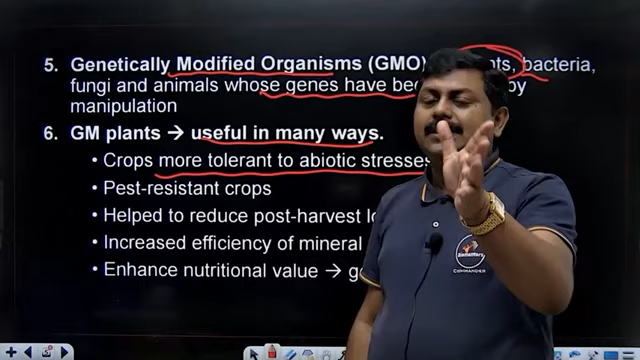 5. Genetically Modified Organisms (GMO) bacteria,
fungi and animals whose genes have by
manipulation
6. GM plants → useful in many ways.
• Crops more tolerant to abiotic stresses
• Pest-resistant crops
• Helped to reduce post-harvest
• Increased efficiency of mineral
• Enhance nutritional value →
COMMANDER